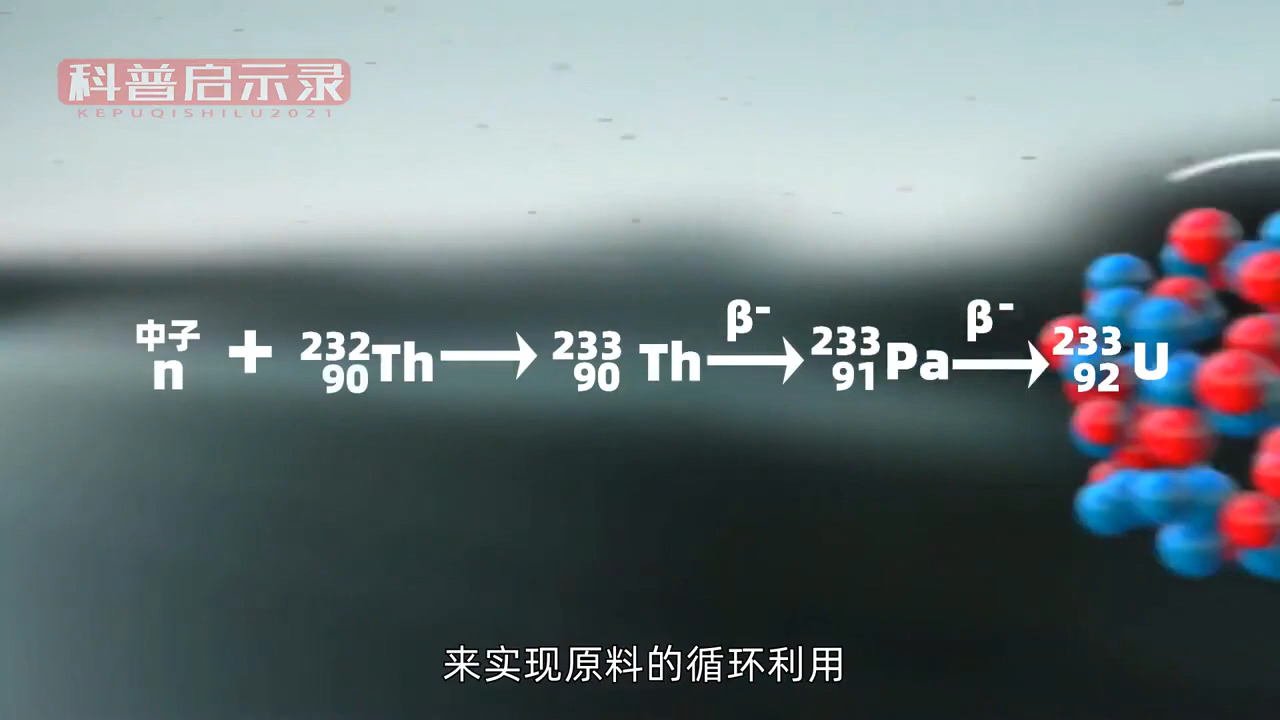 科普启示录
KEPUQISHILU2021
中子
n + 232 90 Th → 233 90 Th β- → 233 91 Pa β- → 233 92 U
来实现原料的循环利用